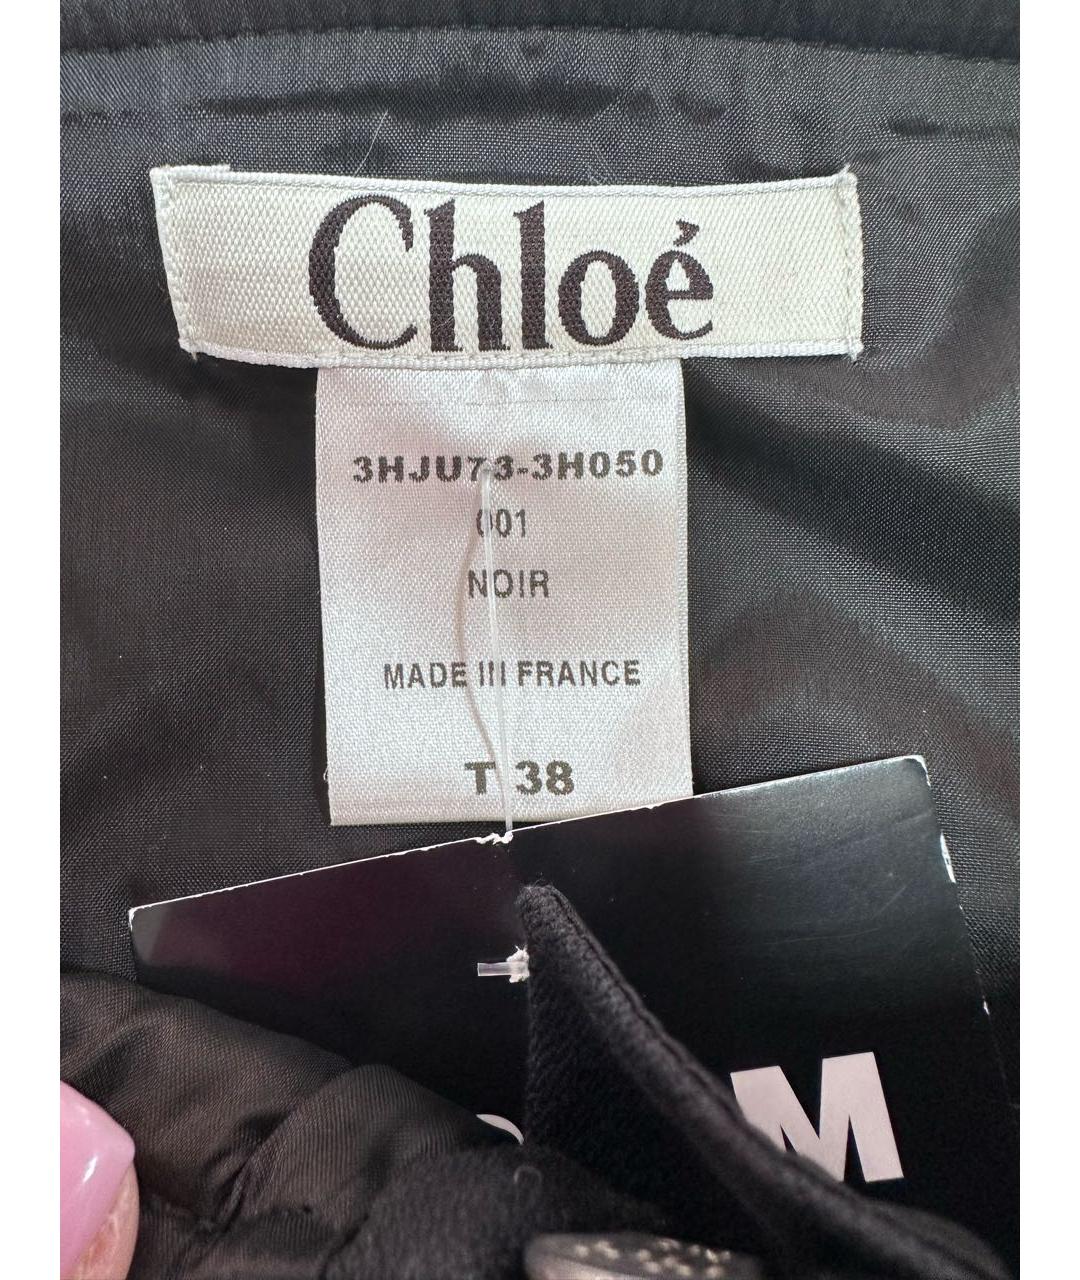 Chloé
3HJU73-3H050
001
NOIR
MADE IN FRANCE
T 38
M